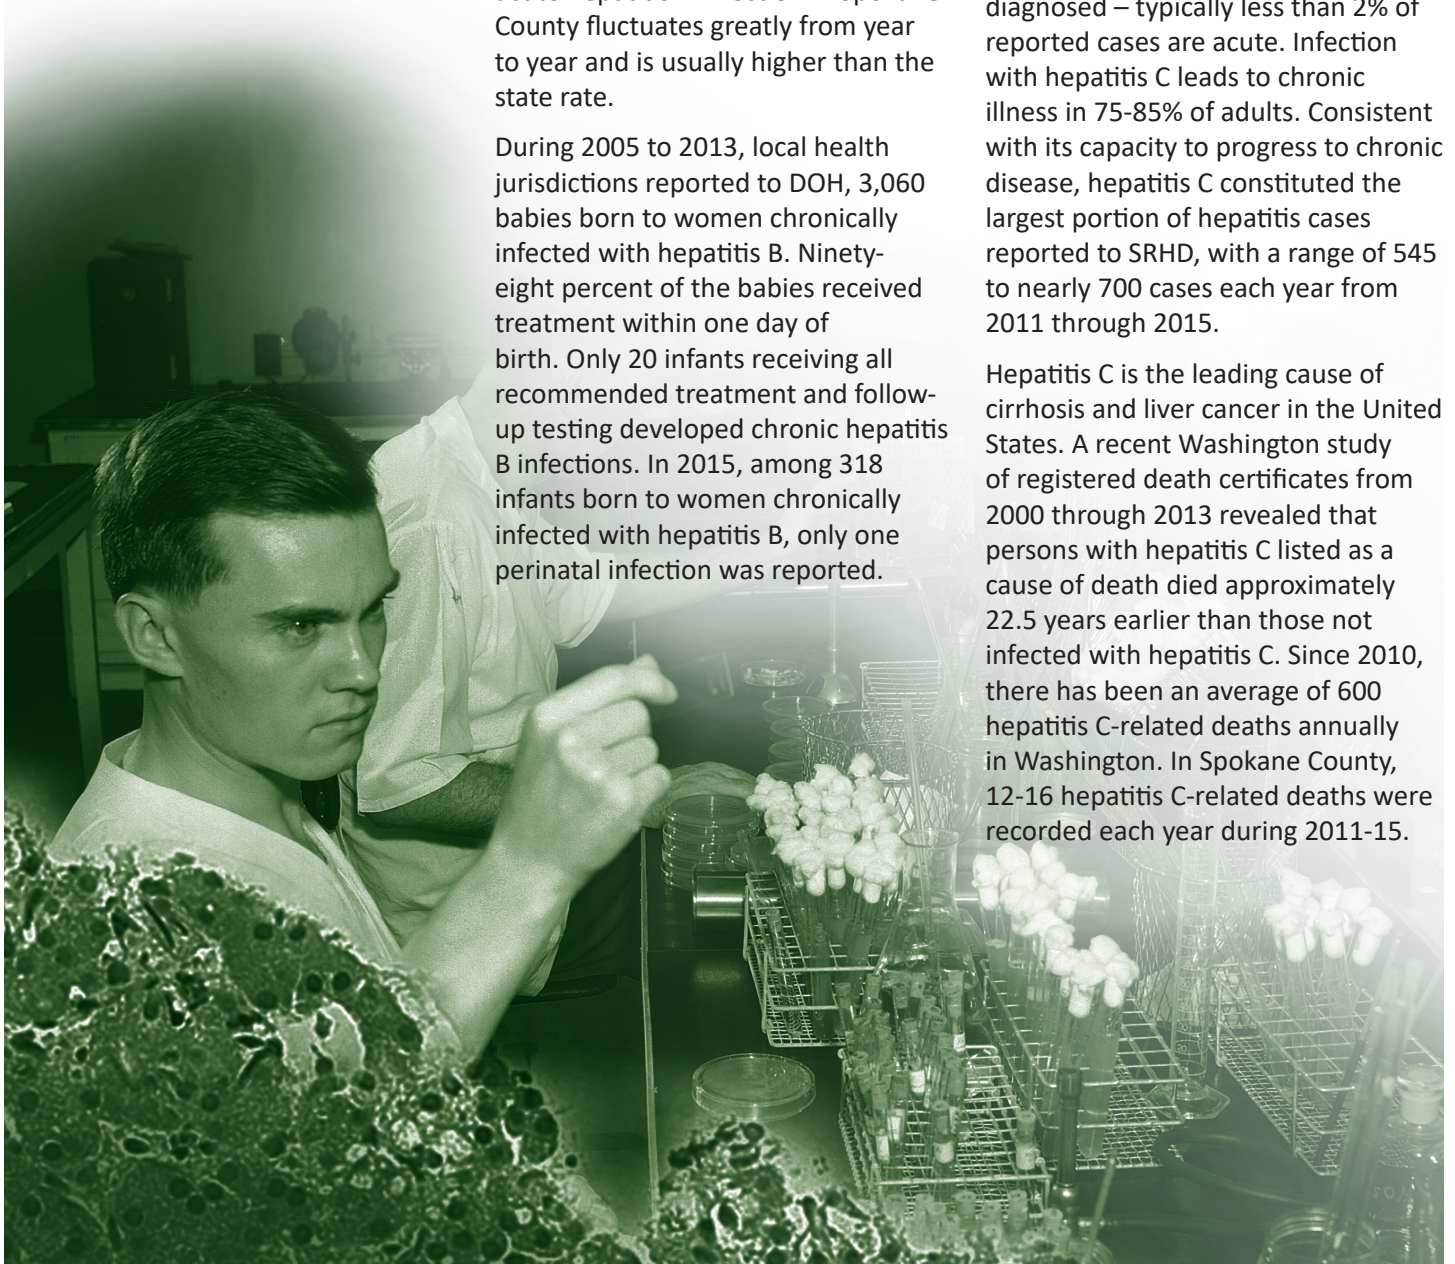 County fluctuates greatly from year
to year and is usually higher than the
state rate.
During 2005 to 2013, local health
jurisdictions reported to DOH, 3,060
babies born to women chronically
infected with hepatitis B. Ninety-
eight percent of the babies received
treatment within one day of
birth. Only 20 infants receiving all
recommended treatment and follow-
up testing developed chronic hepatitis
B infections. In 2015, among 318
infants born to women chronically
infected with hepatitis B, only one
perinatal infection was reported.
diagnosed – typically less than 2% of
reported cases are acute. Infection
with hepatitis C leads to chronic
illness in 75-85% of adults. Consistent
with its capacity to progress to chronic
disease, hepatitis C constituted the
largest portion of hepatitis cases
reported to SRHD, with a range of 545
to nearly 700 cases each year from
2011 through 2015.
Hepatitis C is the leading cause of
cirrhosis and liver cancer in the United
States. A recent Washington study
of registered death certificates from
2000 through 2013 revealed that
persons with hepatitis C listed as a
cause of death died approximately
22.5 years earlier than those not
infected with hepatitis C. Since 2010,
there has been an average of 600
hepatitis C-related deaths annually
in Washington. In Spokane County,
12-16 hepatitis C-related deaths were
recorded each year during 2011-15.